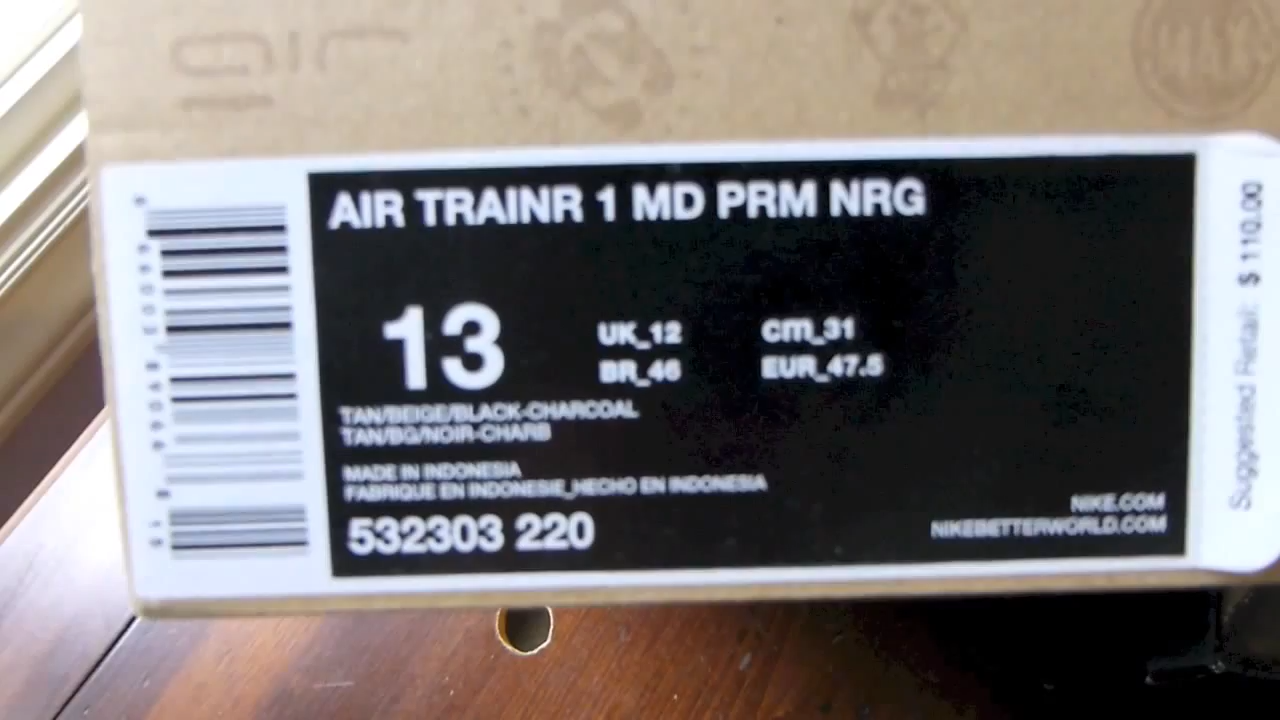 AIR TRAINR 1 MD PRM NRG
13
UK_12
cm_31
BR_46
EUR_47.5
TAN/BEIGE/BLACK-CHARCOAL
TAN/BG/NOIR-CHARB
MADE IN INDONESIA
FABRIQUE EN INDONESIE_HECHO EN INDONESIA
532303 220
NIKE.COM
NIKEBETTERWORLD.COM
Suggested Retail: $ 110.00